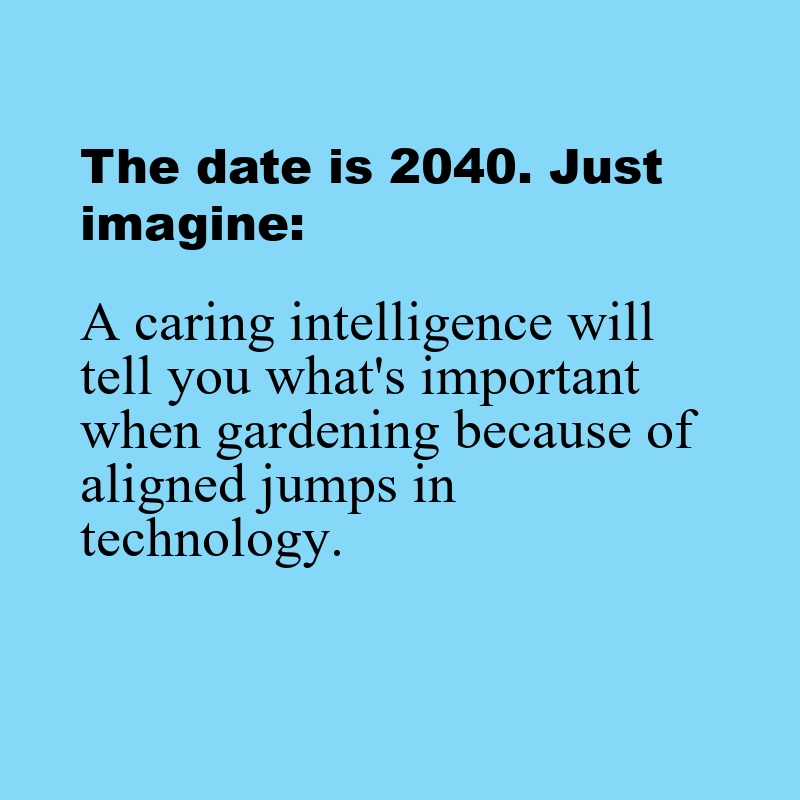 The date is 2040. Just
imagine:
A caring intelligence will
tell you what's important
when gardening because of
aligned jumps in
technology.